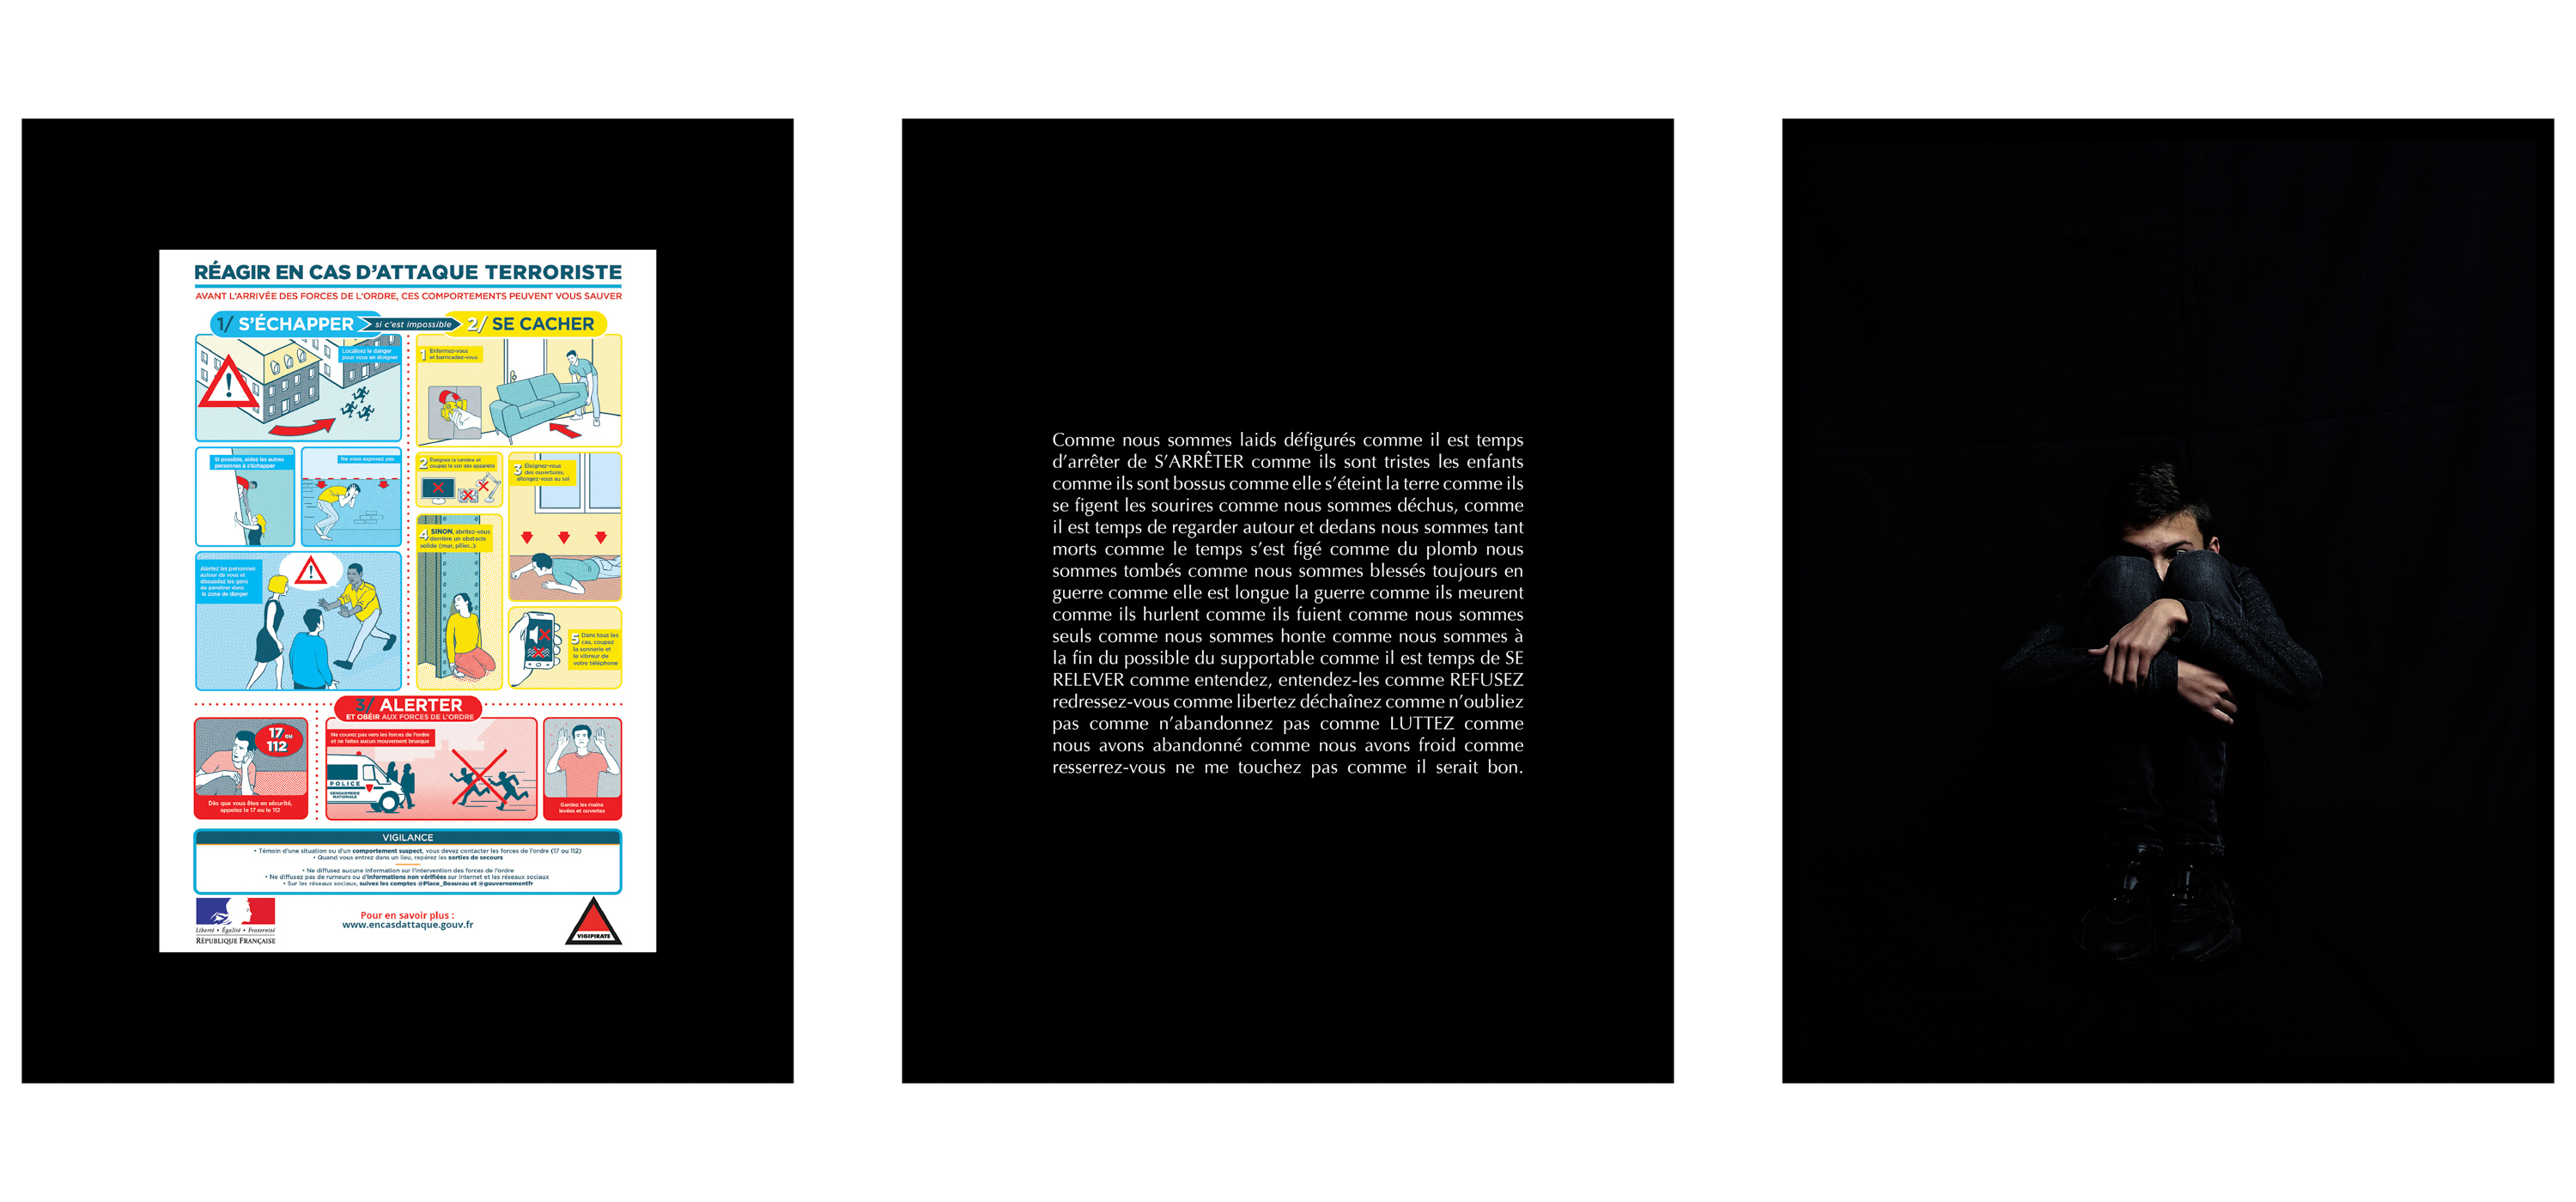 RÉAGIR EN CAS D'ATTAQUE TERRORISTE
AVANT L'ARRIVÉE DES FORCES DE L'ORDRE, CES COMPORTEMENTS PEUVENT VOUS SAUVER
1/ S'ÉCHAPPER
si c'est impossible
2/ SE CACHER
Localisez le danger
pour vous en éloigner
Si possible, aidez les autres
personnes à s'échapper
Ne vous exposez pas
Alertez les personnes
autour de vous et
dissuadez les gens
de pénétrer dans
la zone de danger
1 Enfermez-vous
et barricadez-vous
2 Éteignez la lumière et
coupez le son des appareils
3 Éloignez-vous
des ouvertures,
allongez-vous au sol
4 SINON, abritez-vous
derrière un obstacle
solide (mur, pilier...)
5 Dans tous les
cas, coupez
la sonnerie et
le vibreur de
votre téléphone
3/ ALERTER
ET OBÉIR AUX FORCES DE L'ORDRE
17 ou
112
Dès que vous êtes en sécurité,
appelez le 17 ou le 112
Ne courez pas vers les forces de l'ordre
et ne faites aucun mouvement brusque
POLICE
GENDARMERIE
NATIONALE
Gardez les mains
levées et ouvertes
VIGILANCE
• Témoin d'une situation ou d'un comportement suspect, vous devez contacter les forces de l'ordre (17 ou 112)
• Quand vous entrez dans un lieu, repérez les sorties de secours
• Ne diffusez aucune information sur l'intervention des forces de l'ordre
• Ne diffusez pas de rumeurs ou d'informations non vérifiées sur Internet et les réseaux sociaux
• Sur les réseaux sociaux, suivez les comptes @Place_Beauvau et @gouvernementfr
Liberté • Égalité • Fraternité
RÉPUBLIQUE FRANÇAISE
Pour en savoir plus :
www.encasdattaque.gouv.fr
VIGIPIRATE
Comme nous sommes laids défigurés comme il est temps
d'arrêter de S'ARRÊTER comme ils sont tristes les enfants
comme ils sont bossus comme elle s'éteint la terre comme ils
se figent les sourires comme nous sommes déchus, comme
il est temps de regarder autour et dedans nous sommes tant
morts comme le temps s'est figé comme du plomb nous
sommes tombés comme nous sommes blessés toujours en
guerre comme elle est longue la guerre comme ils meurent
comme ils hurlent comme ils fuient comme nous sommes
seuls comme nous sommes honte comme nous sommes à
la fin du possible du supportable comme il est temps de SE
RELEVER comme entendez, entendez-les comme REFUSEZ
redressez-vous comme libertez déchaînez comme n'oubliez
pas comme n'abandonnez pas comme LUTTEZ comme
nous avons abandonné comme nous avons froid comme
resserrez-vous ne me touchez pas comme il serait bon.